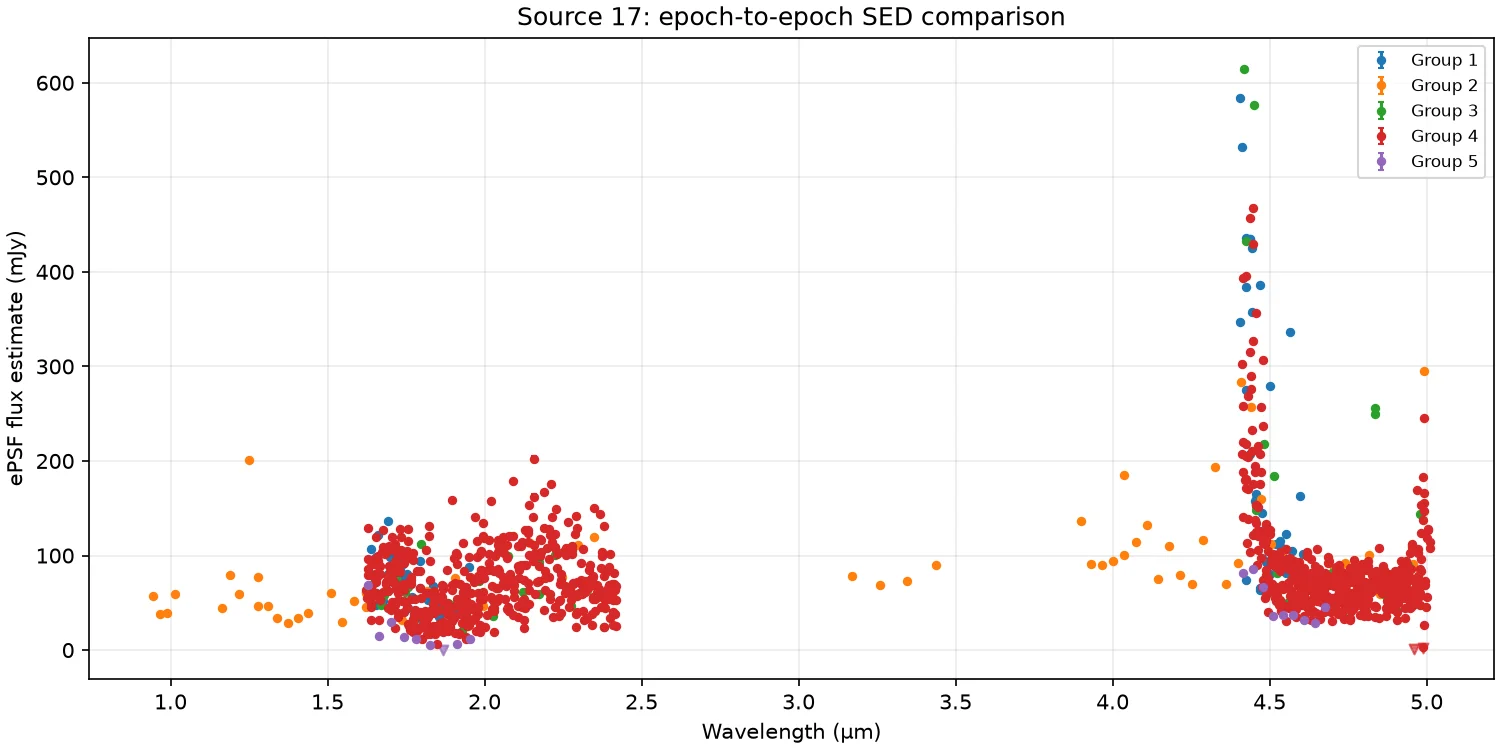 Source 17: epoch-to-epoch SED comparison
ePSF flux estimate (mJy)
600
500
400
300
200
100
0
Group 1
Group 2
Group 3
Group 4
Group 5
1.0 1.5 2.0 2.5 3.0 3.5 4.0 4.5 5.0
Wavelength (μm)